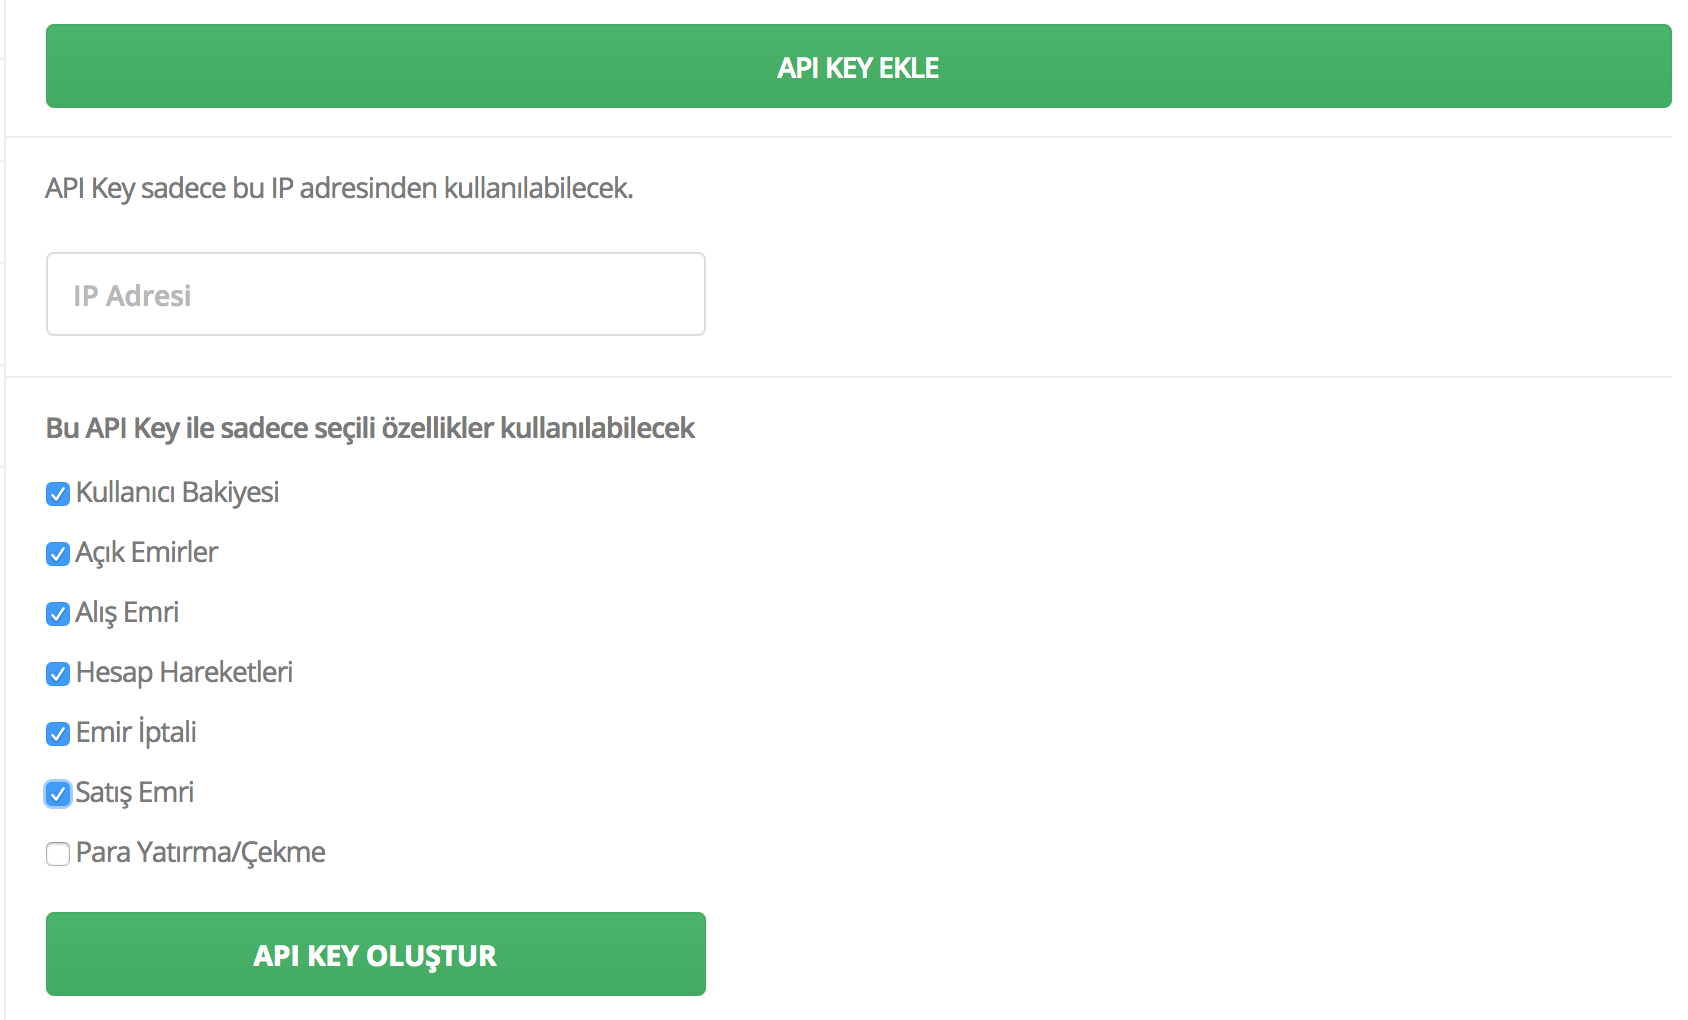 API KEY EKLE
API Key sadece bu IP adresinden kullanılabilecek.
IP Adresi
Bu API Key ile sadece seçili özellikler kullanılabilecek
Kullanıcı Bakiyesi
Açık Emirler
Alış Emri
Hesap Hareketleri
Emir İptali
Satış Emri
Para Yatırma/Çekme
API KEY OLUŞTUR